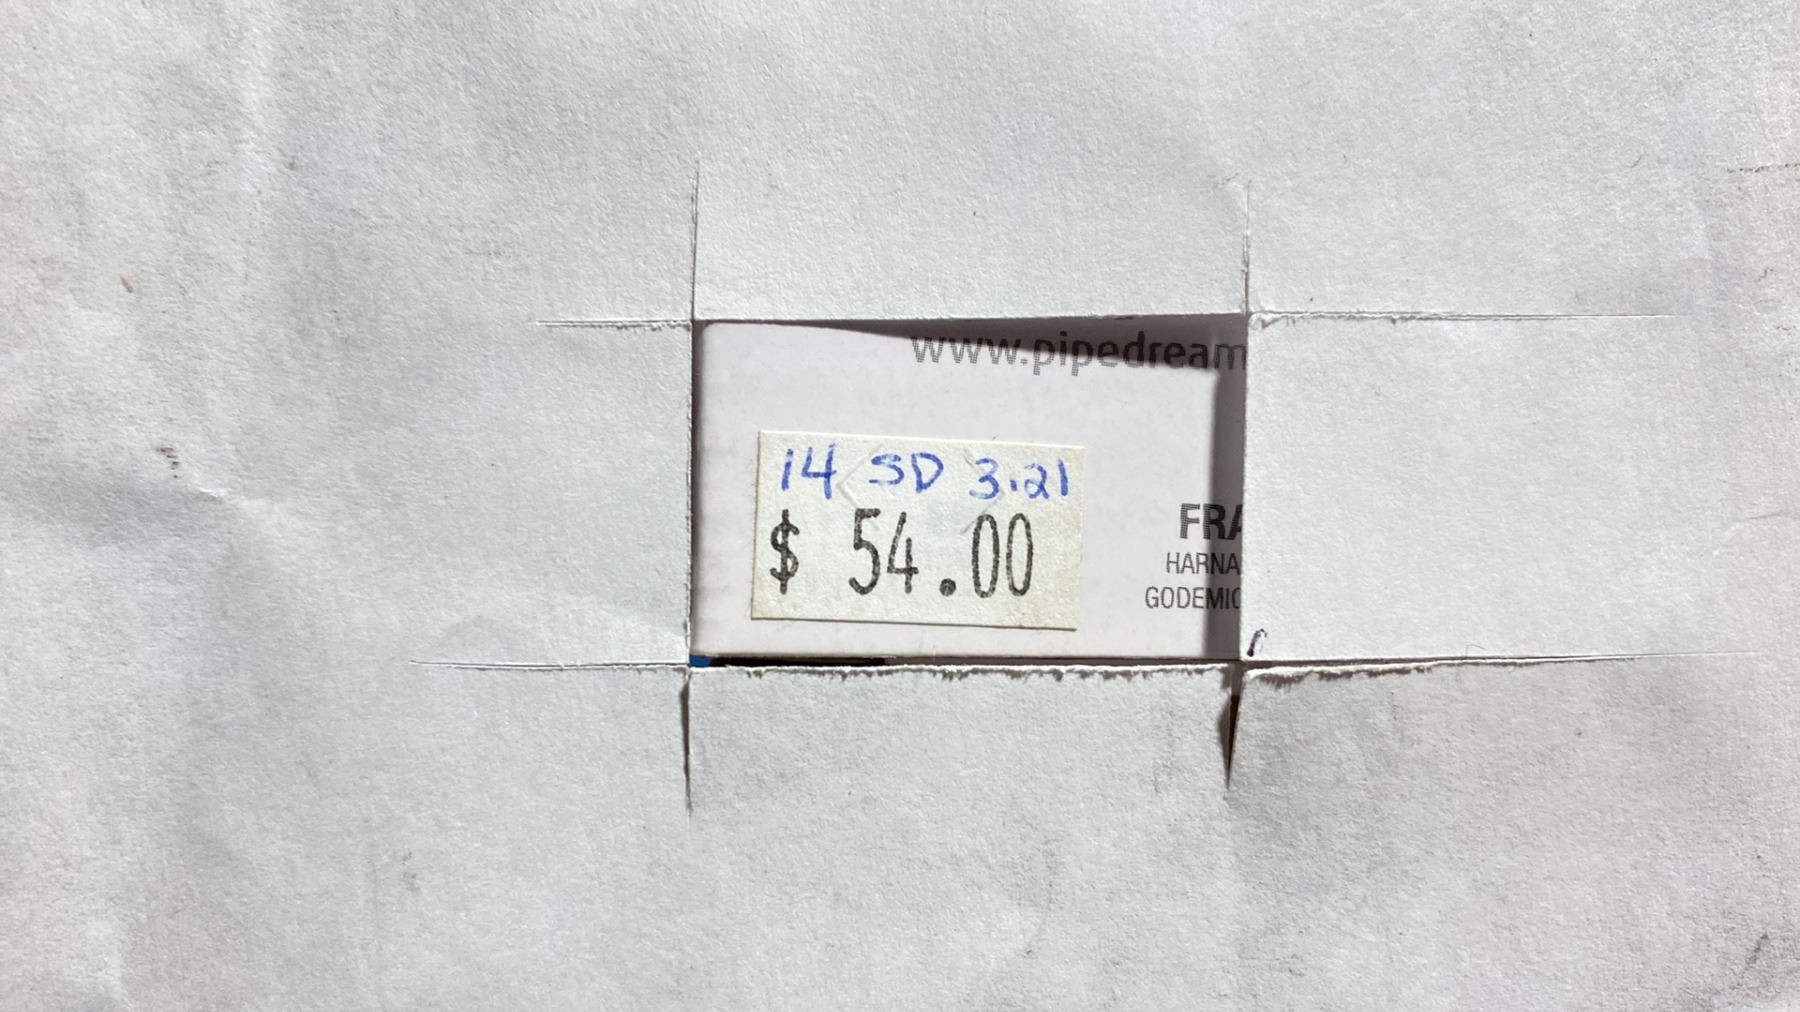 www.pipedream
14 SD 3.21
$ 54.00
FRA
HARNA
GODEMIC